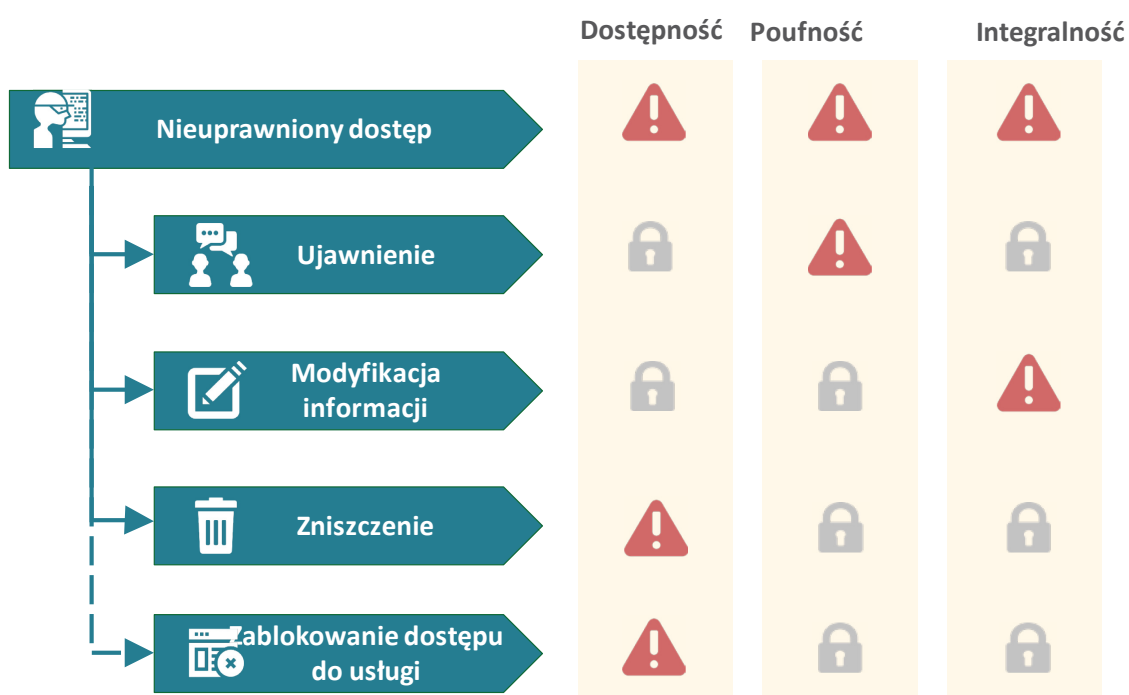 Dostępność Poufność Integralność
Nieuprawniony dostęp
Ujawnienie
Modyfikacja
informacji
Zniszczenie
Zablokowanie dostępu
do usługi